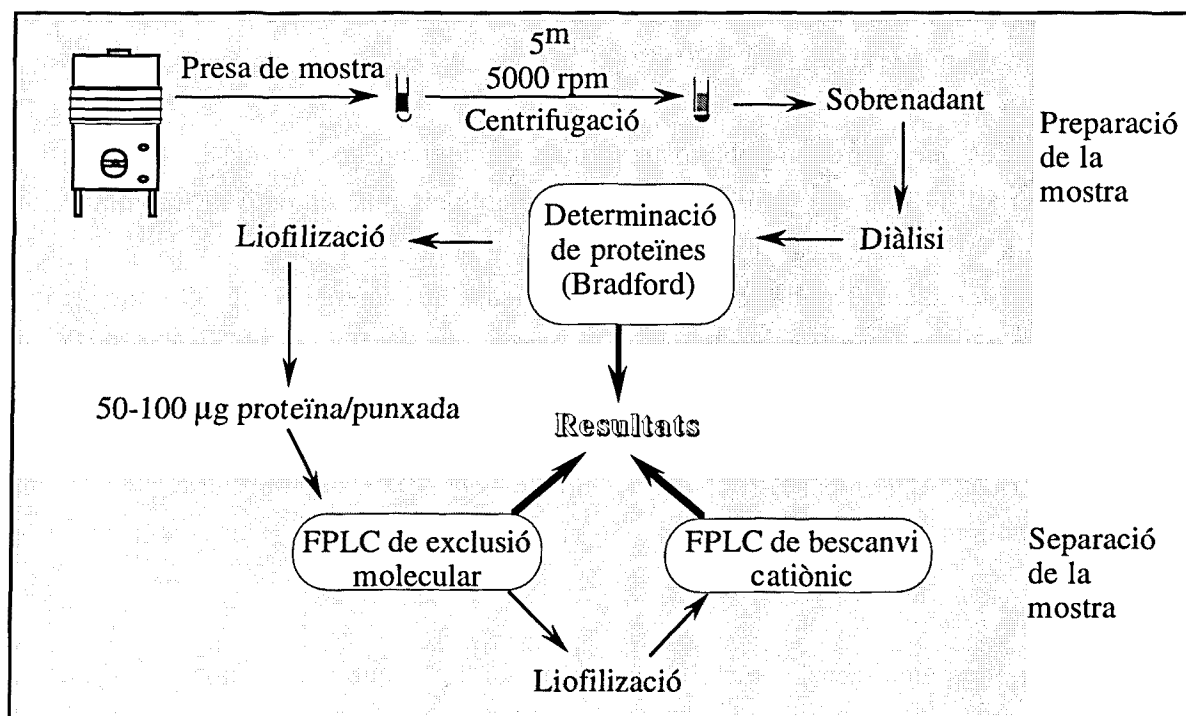 Presa de mostra
5m
5000 rpm
Centrifugació
Sobrenadant
Preparació
de la
mostra
Liofilizació
Determinació
de proteïnes
(Bradford)
Diàlisi
50-100 µg proteïna/punxada
Resultats
FPLC de exclusió
molecular
FPLC de bescanvi
catiònic
Separació
de la
mostra
Liofilizació